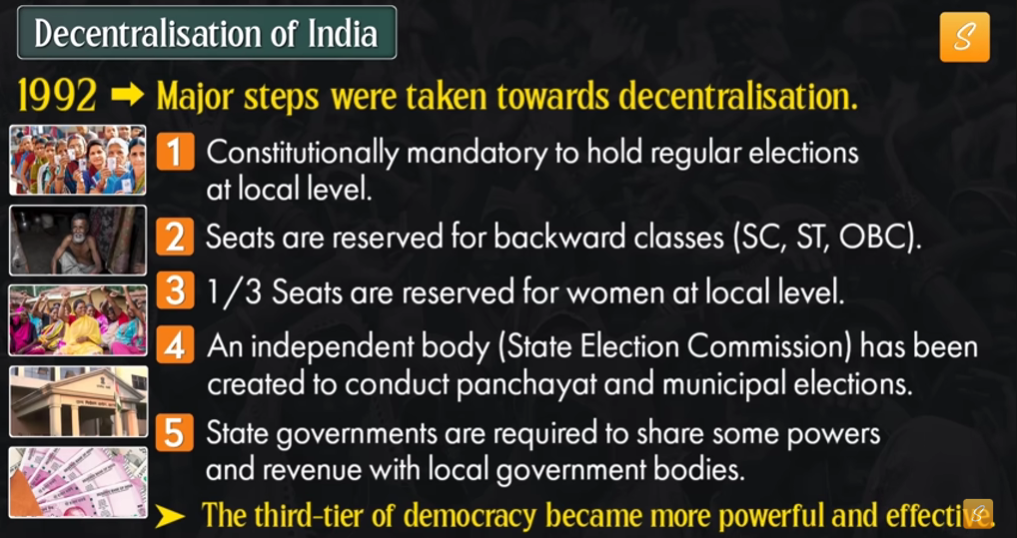 Decentralisation of India
S
1992 ➡ Major steps were taken towards decentralisation.
1 Constitutionally mandatory to hold regular elections
at local level.
2 Seats are reserved for backward classes (SC, ST, OBC).
3 1/3 Seats are reserved for women at local level.
4 An independent body (State Election Commission) has been
created to conduct panchayat and municipal elections.
5 State governments are required to share some powers
and revenue with local government bodies.
➤ The third-tier of democracy became more powerful and effective.
S